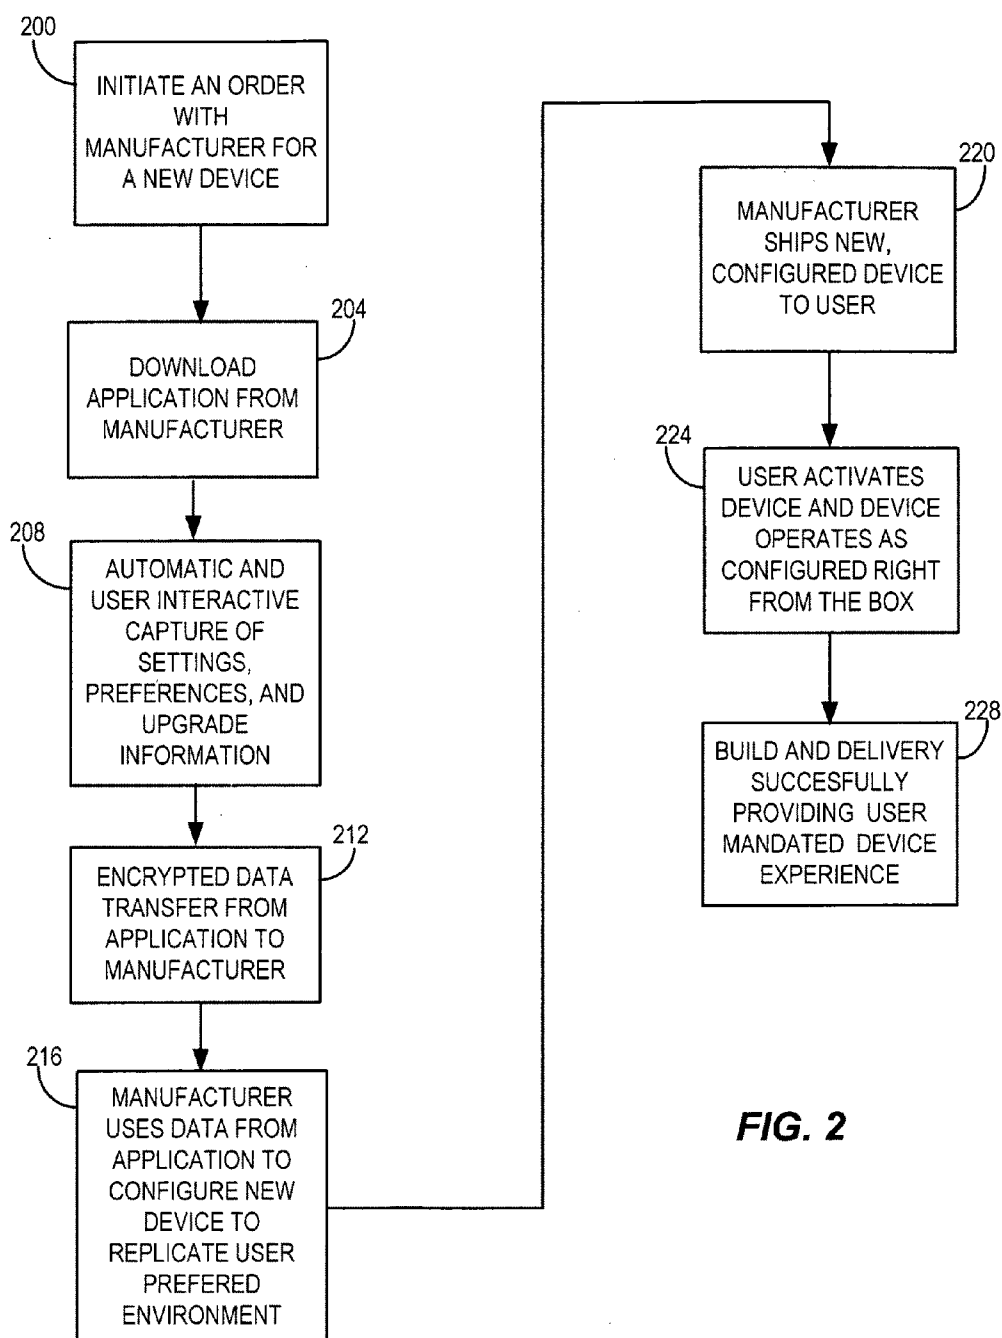 200
INITIATE AN ORDER
WITH
MANUFACTURER FOR
A NEW DEVICE
204
DOWNLOAD
APPLICATION FROM
MANUFACTURER
208
AUTOMATIC AND
USER INTERACTIVE
CAPTURE OF
SETTINGS,
PREFERENCES, AND
UPGRADE
INFORMATION
212
ENCRYPTED DATA
TRANSFER FROM
APPLICATION TO
MANUFACTURER
216
MANUFACTURER
USES DATA FROM
APPLICATION TO
CONFIGURE NEW
DEVICE TO
REPLICATE USER
PREFERED
ENVIRONMENT
220
MANUFACTURER
SHIPS NEW,
CONFIGURED DEVICE
TO USER
224
USER ACTIVATES
DEVICE AND DEVICE
OPERATES AS
CONFIGURED RIGHT
FROM THE BOX
228
BUILD AND DELIVERY
SUCCESFULLY
PROVIDING USER
MANDATED DEVICE
EXPERIENCE
FIG. 2